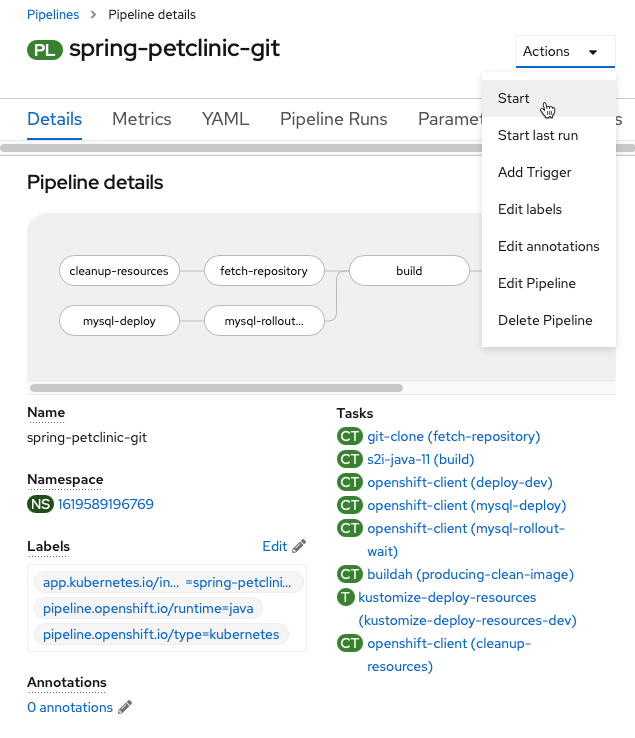 Pipelines > Pipeline details
PL spring-petclinic-git
Actions
Start
Start last run
Add Trigger
Edit labels
Edit annotations
Edit Pipeline
Delete Pipeline
Details Metrics YAML Pipeline Runs Paramet s
Pipeline details
cleanup-resources fetch-repository build
mysql-deploy mysql-rollout...
Name
spring-petclinic-git
Namespace
NS 1619589196769
Labels Edit
app.kubernetes.io/in... =spring-petclini...
pipeline.openshift.io/runtime=java
pipeline.openshift.io/type=kubernetes
Annotations
0 annotations
Tasks
CT git-clone (fetch-repository)
CT s2i-java-11 (build)
CT openshift-client (deploy-dev)
CT openshift-client (mysql-deploy)
CT openshift-client (mysql-rollout-
wait)
CT buildah (producing-clean-image)
T kustomize-deploy-resources
(kustomize-deploy-resources-dev)
CT openshift-client (cleanup-
resources)